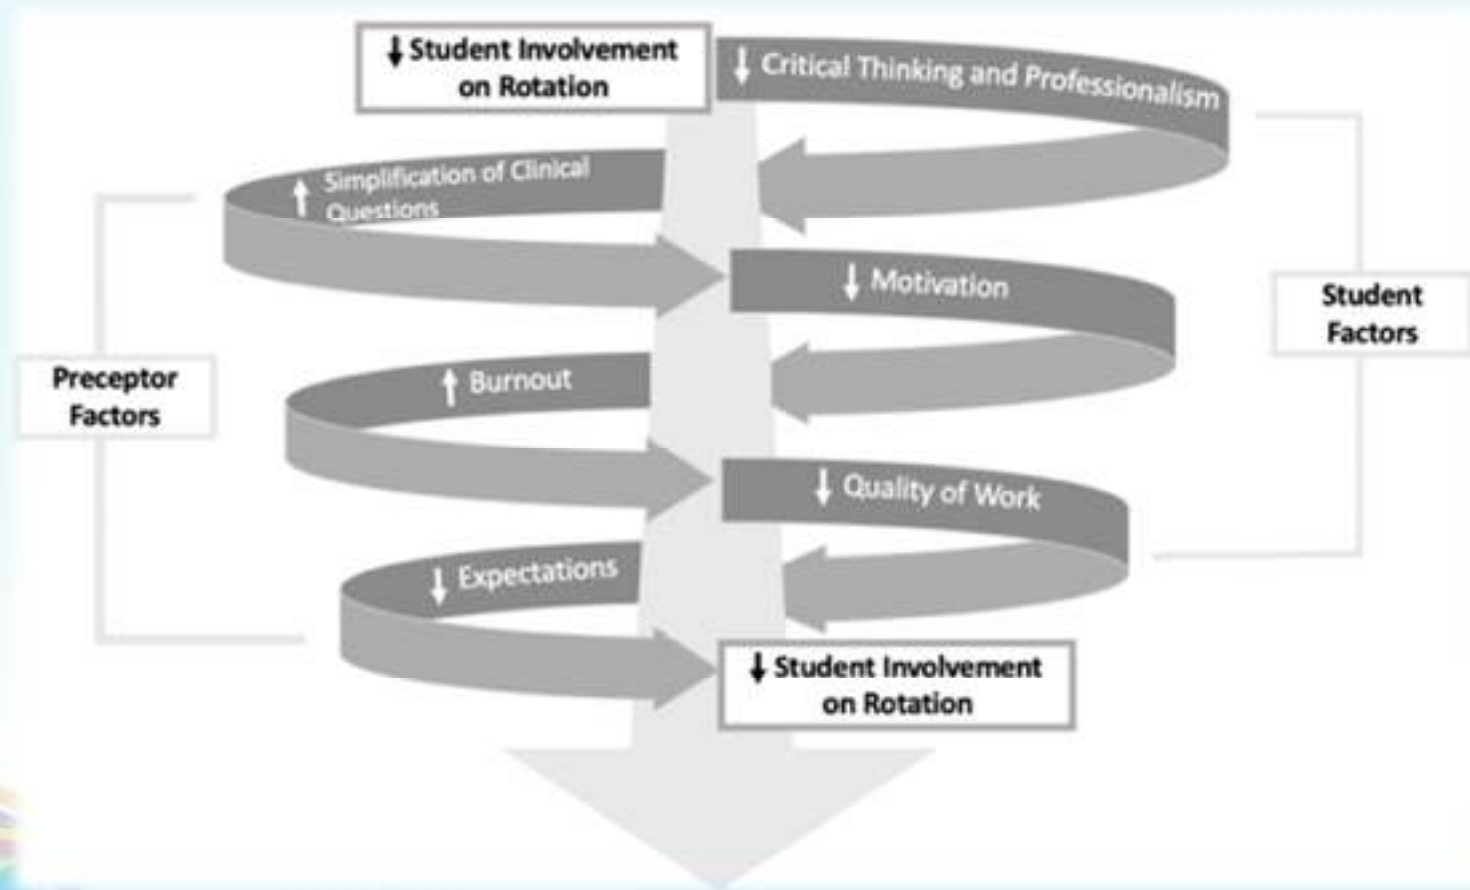 ↓ Student Involvement
on Rotation
↓ Critical Thinking and Professionalism
↑ Simplification of Clinical
Questions
↓ Motivation
Student
Factors
Preceptor
Factors
↑ Burnout
↓ Quality of Work
↓ Expectations
↓ Student Involvement
on Rotation